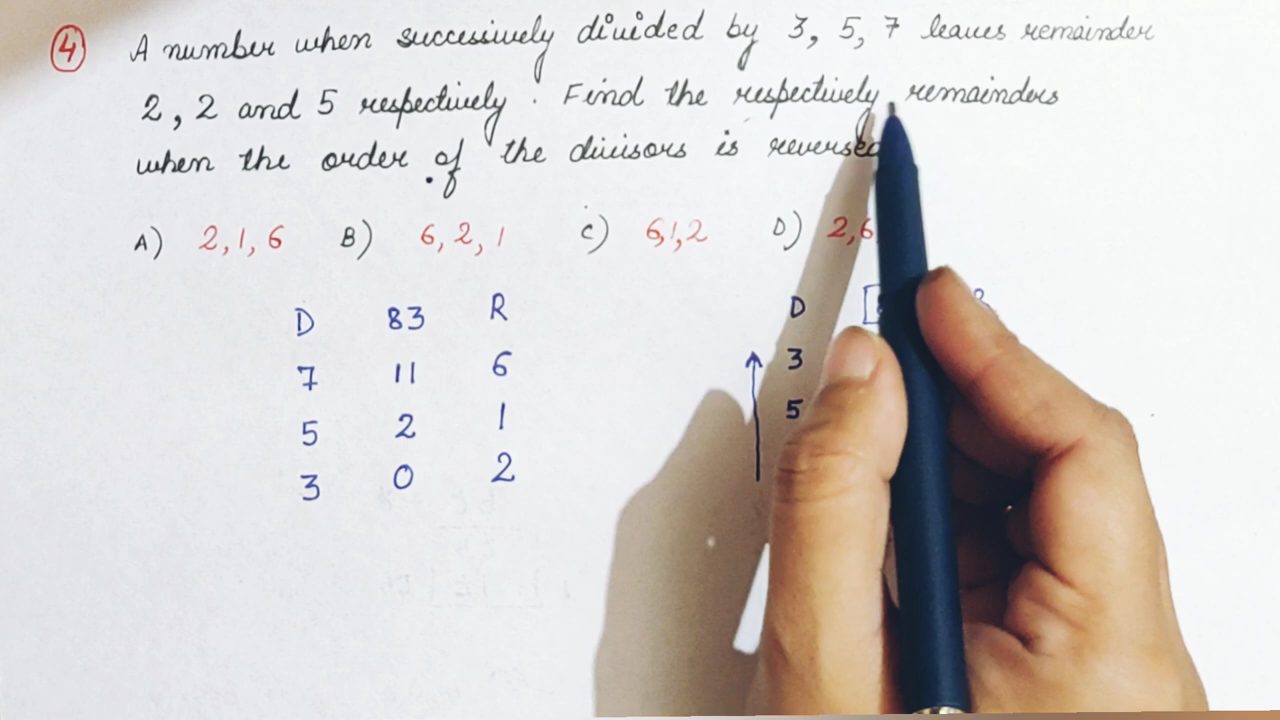 ④ A number when successively divided by 3, 5, 7 leaves remainder
2, 2 and 5 respectively. Find the respectively remainders
when the order of the divisors is reversed
A) 2, 1, 6 B) 6, 2, 1 C) 6, 1, 2 D) 2, 6
D 83 R D
7 11 6 3
5 2 1 5
3 0 2